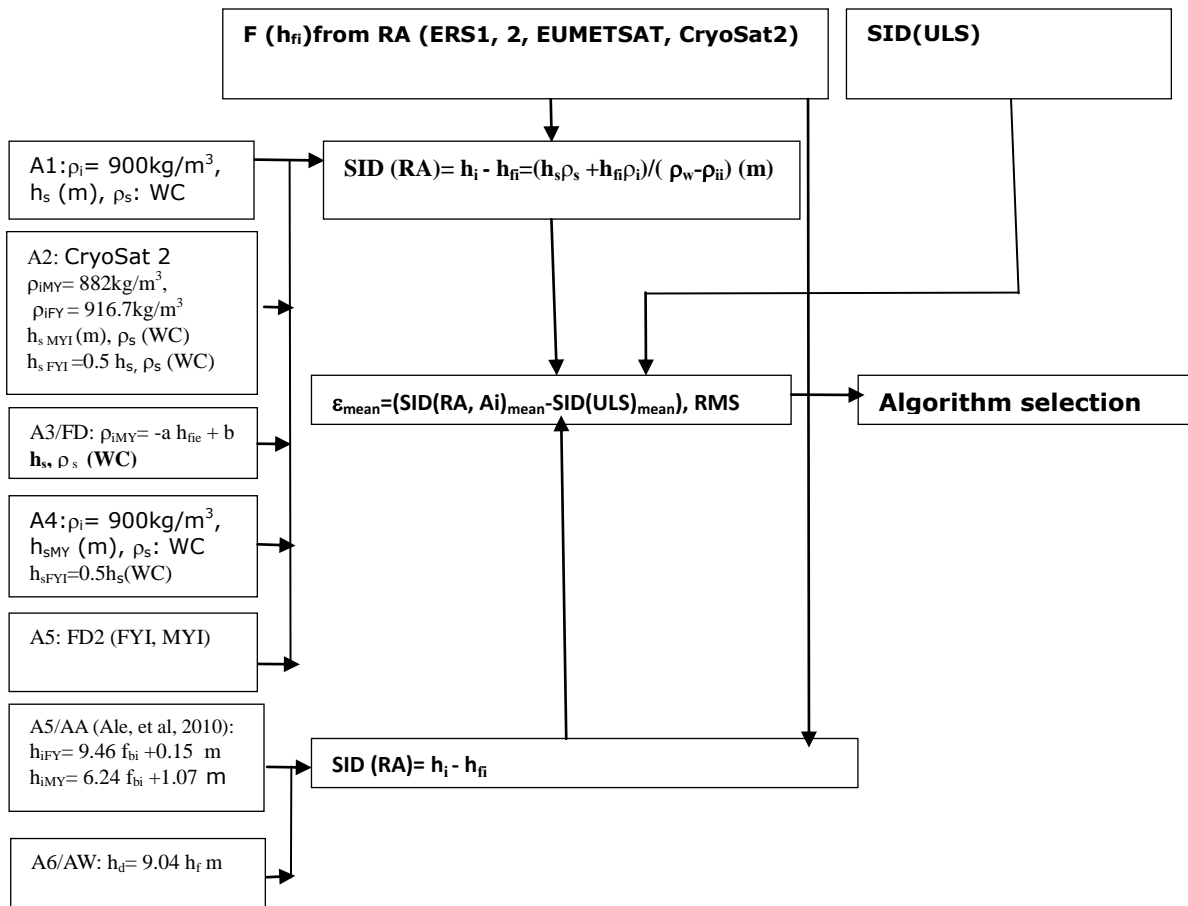 F (hfi)from RA (ERS1, 2, EUMETSAT, CryoSat2)
SID(ULS)
A1:ρi= 900kg/m3,
hs (m), ρs: WC
SID (RA)= hi - hfi=(hsρs +hfiρi)/( ρw-ρii) (m)
A2: CryoSat 2
ρiMY= 882kg/m3,
ρiFY = 916.7kg/m3
hs MYI (m), ρs (WC)
hs FYI =0.5 hs, ρs (WC)
εmean=(SID(RA, Ai)mean-SID(ULS)mean), RMS
Algorithm selection
A3/FD: ρiMY= -a hfie + b
hs, ρ s (WC)
A4:ρi= 900kg/m3,
hsMY (m), ρs: WC
hsFYI=0.5hs(WC)
A5: FD2 (FYI, MYI)
A5/AA (Ale, et al, 2010):
hiFY= 9.46 fbi +0.15 m
hiMY= 6.24 fbi +1.07 m
SID (RA)= hi - hfi
A6/AW: hd= 9.04 hf m